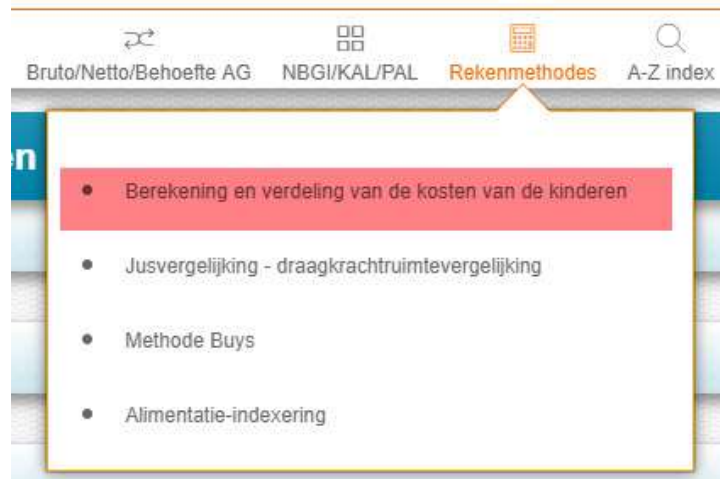 Bruto/Netto/Behoefte AG NBGI/KAL/PAL Rekenmethodes A-Z index
n
Berekening en verdeling van de kosten van de kinderen
Jusvergelijking - draagkrachtruimtevergelijking
Methode Buys
Alimentatie-indexering